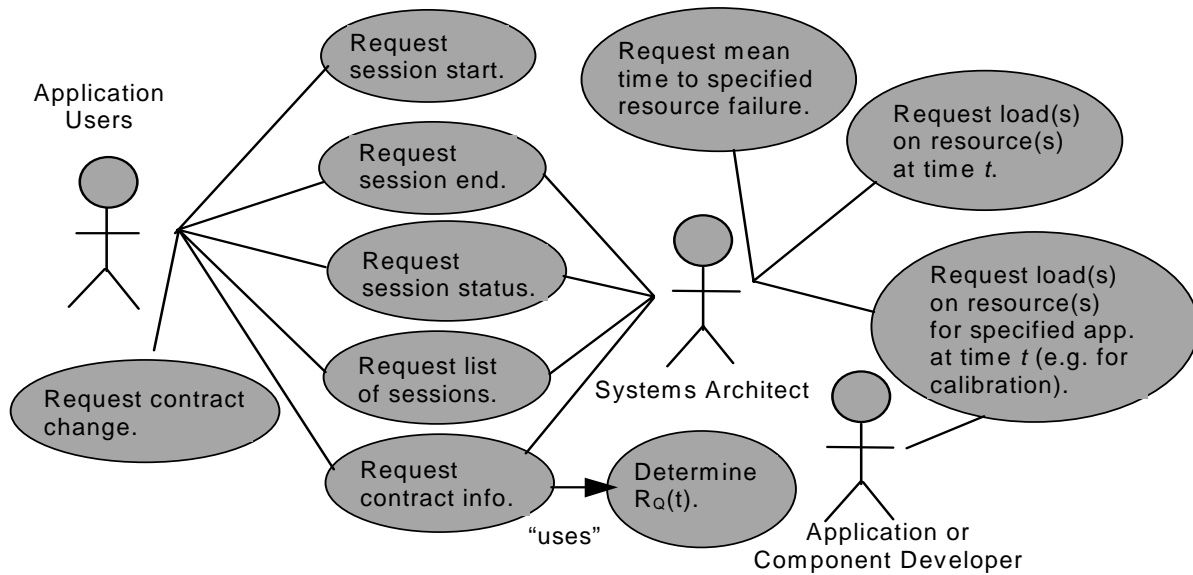 Application
Users
Request
session start.
Request mean
time to specified
resource failure.
Request load(s)
on resource(s)
at time t.
Request
session end.
Request
session status.
Request load(s)
on resource(s)
for specified app.
at time t (e.g. for
calibration).
Request list
of sessions.
Systems Architect
Request contract
change.
Request
contract info.
Determine
RQ(t).
“uses”
Application or
Component Developer